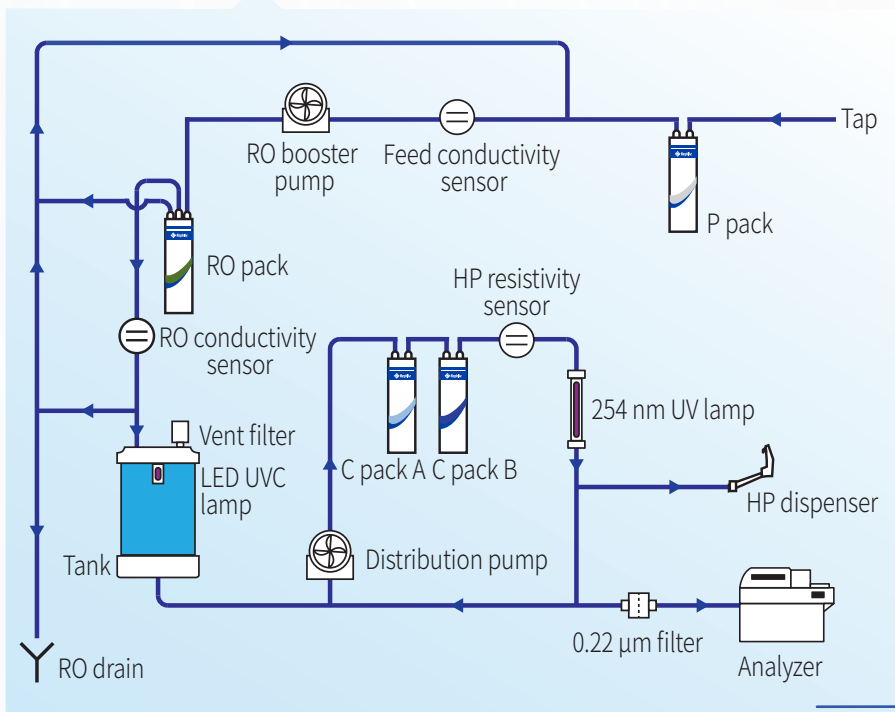 Tap
RO booster
pump
Feed conductivity
sensor
P pack
RO pack
HP resistivity
sensor
RO conductivity
sensor
254 nm UV lamp
Vent filter
LED UVC
lamp
C pack A
C pack B
HP dispenser
Tank
Distribution pump
0.22 µm filter
Analyzer
RO drain